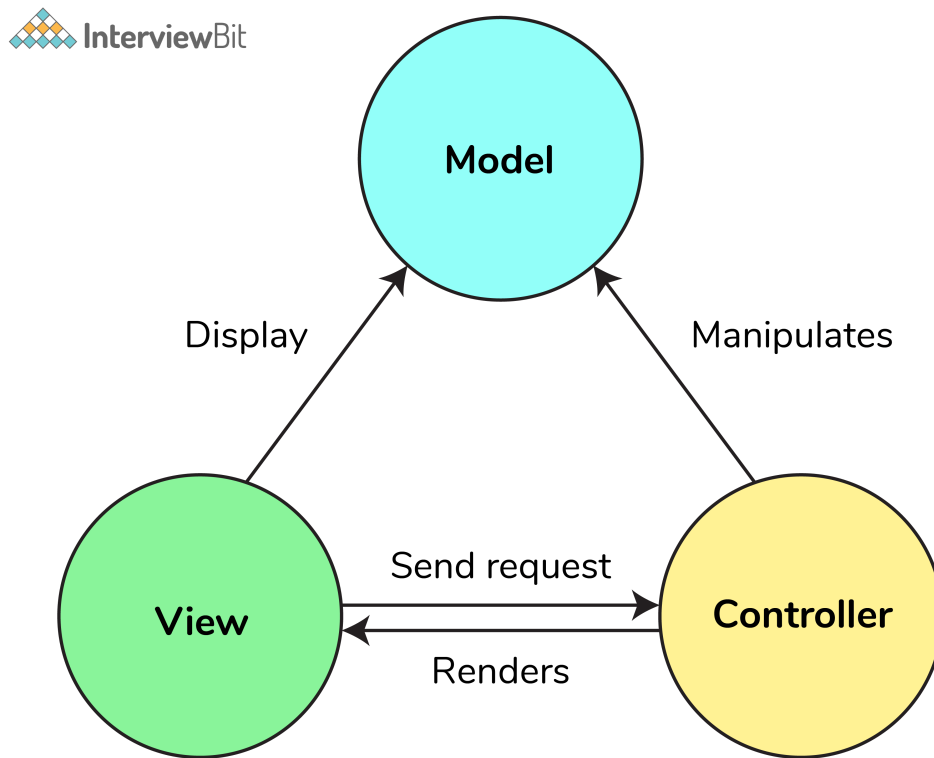 InterviewBit
Model
Display
Manipulates
Send request
View
Controller
Renders